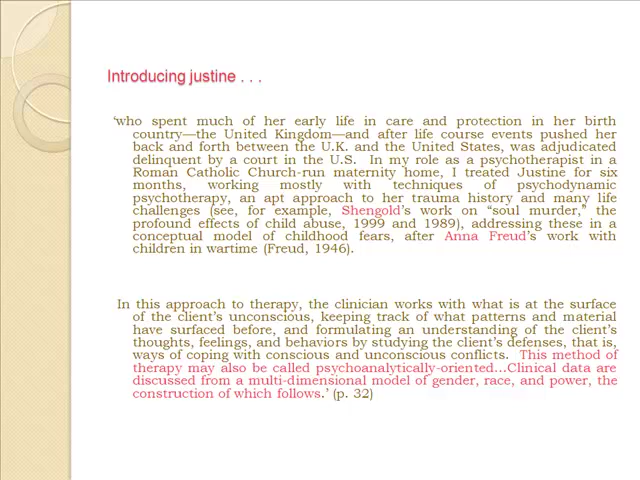 Introducing justine . . .
‘who spent much of her early life in care and protection in her birth
country—the United Kingdom—and after life course events pushed her
back and forth between the U.K. and the United States, was adjudicated
delinquent by a court in the U.S. In my role as a psychotherapist in a
Roman Catholic Church-run maternity home, I treated Justine for six
months, working mostly with techniques of psychodynamic
psychotherapy, an apt approach to her trauma history and many life
challenges (see, for example, Shengold’s work on “soul murder,” the
profound effects of child abuse, 1999 and 1989), addressing these in a
conceptual model of childhood fears, after Anna Freud’s work with
children in wartime (Freud, 1946).
In this approach to therapy, the clinician works with what is at the surface
of the client’s unconscious, keeping track of what patterns and material
have surfaced before, and formulating an understanding of the client’s
thoughts, feelings, and behaviors by studying the client’s defenses, that is,
ways of coping with conscious and unconscious conflicts. This method of
therapy may also be called psychoanalytically-oriented...Clinical data are
discussed from a multi-dimensional model of gender, race, and power, the
construction of which follows.’ (p. 32)